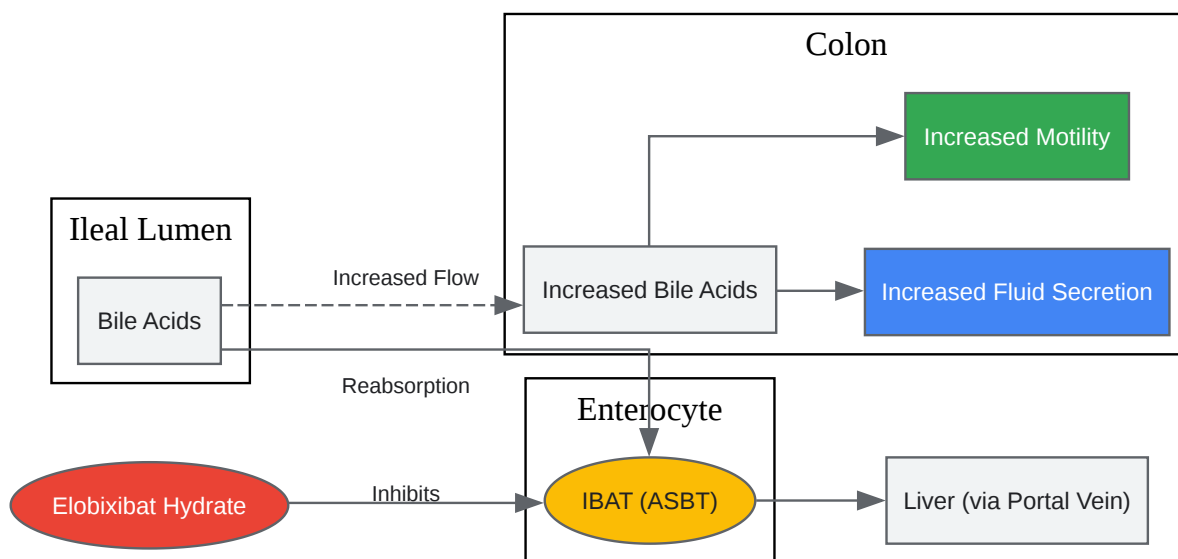 Colon
Increased Motility
Ileal Lumen
Increased Flow
Increased Bile Acids
Increased Fluid Secretion
Bile Acids
Reabsorption
Enterocyte
Elobixibat Hydrate
Inhibits
IBAT (ASBT)
Liver (via Portal Vein)